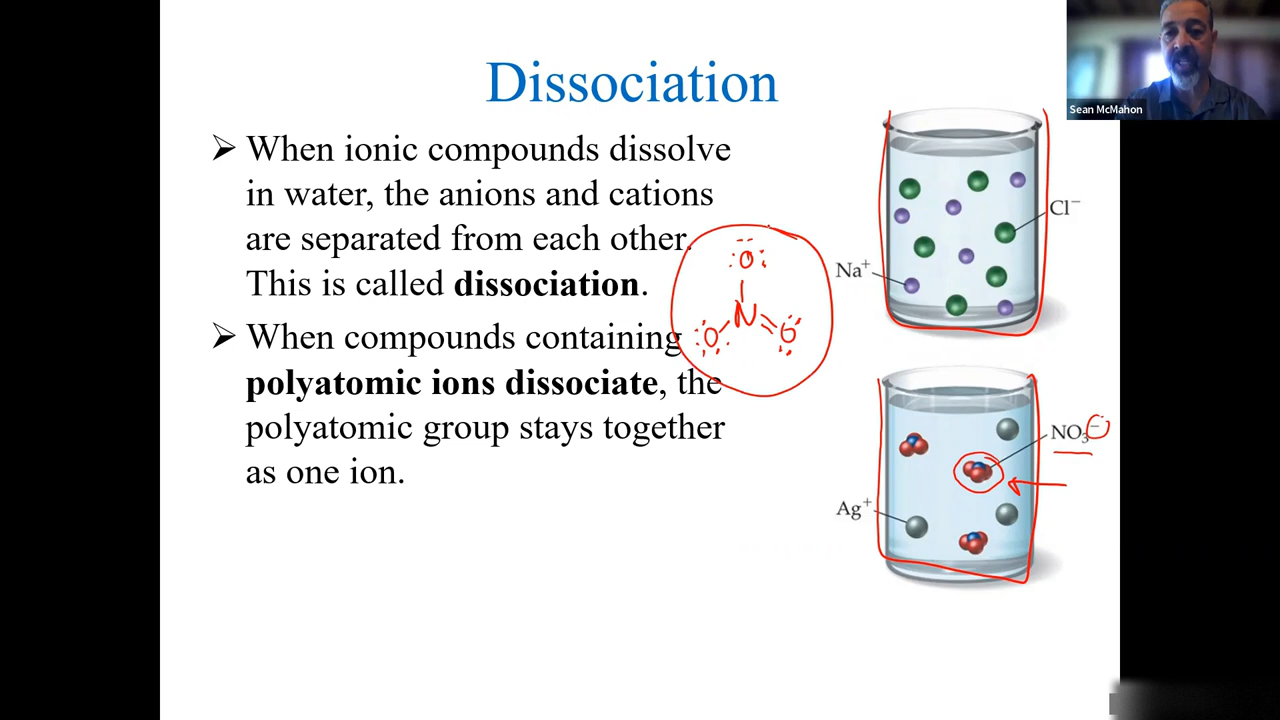 Dissociation
Sean McMahon
➢ When ionic compounds dissolve
in water, the anions and cations
are separated from each other.
This is called dissociation.
➢ When compounds containing
polyatomic ions dissociate, the
polyatomic group stays together
as one ion.
O
N
O
O
Cl⁻
Na⁺
NO₃⁻
Ag⁺